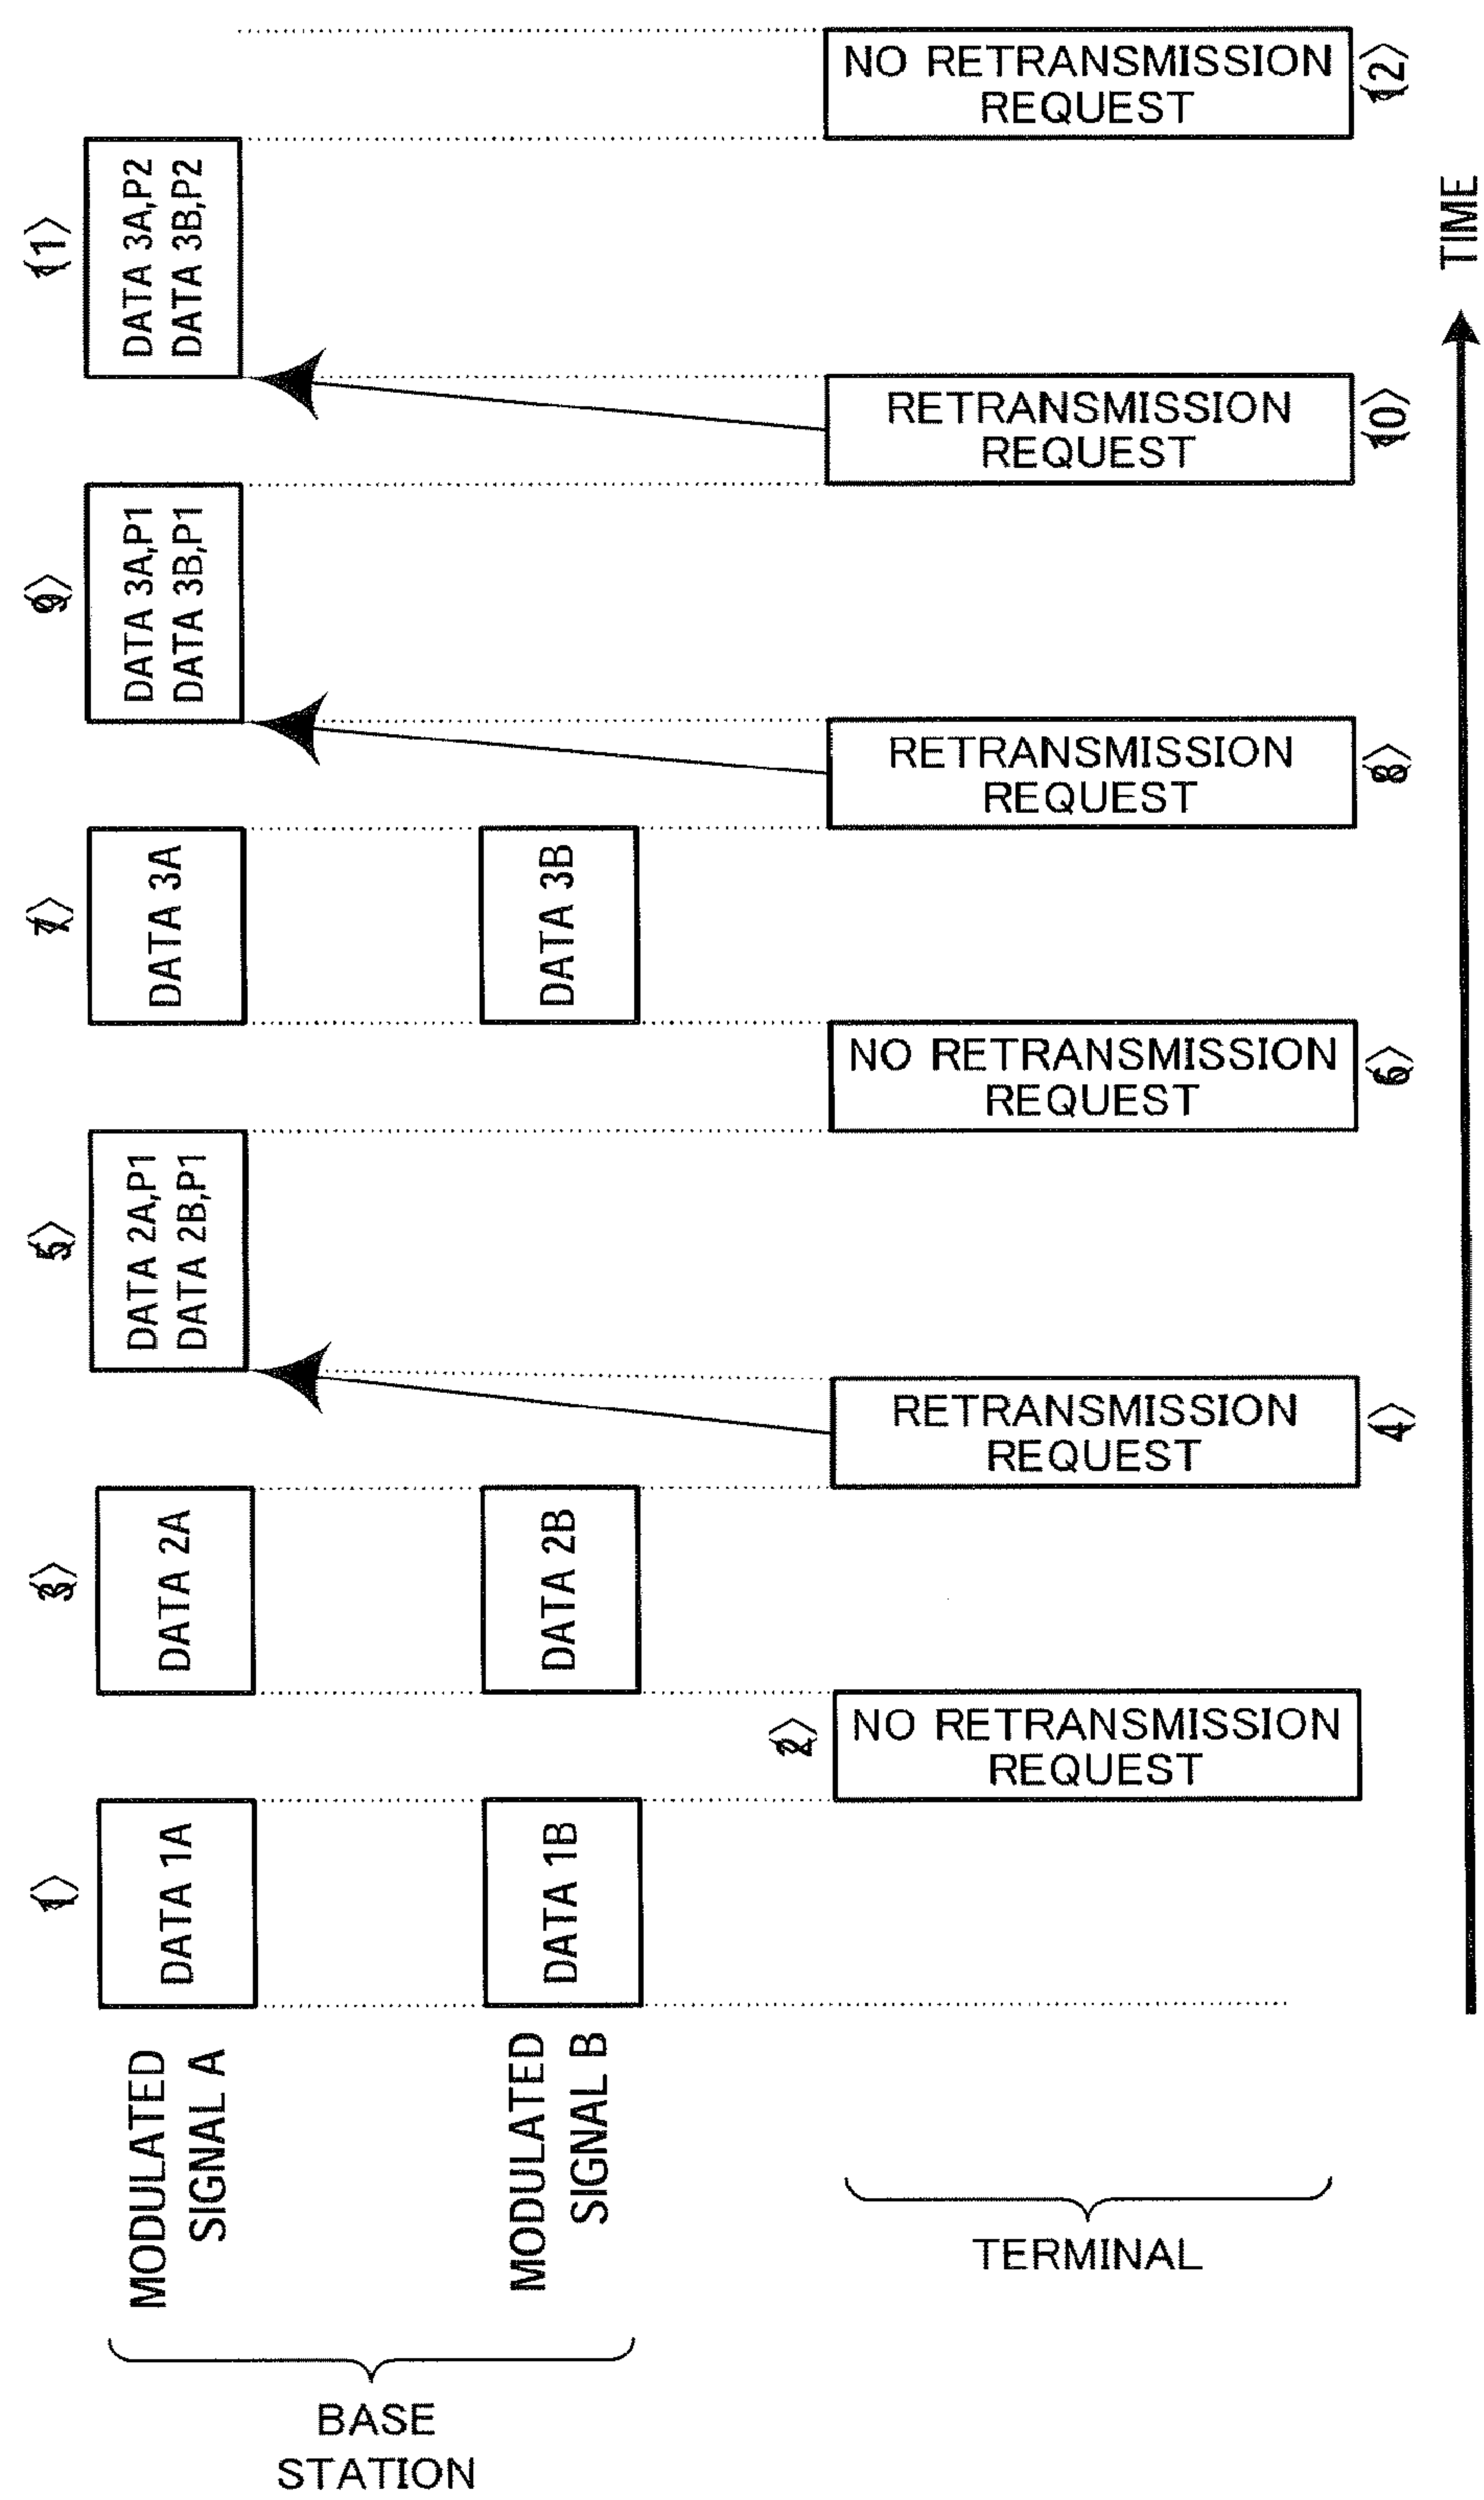 BASE
STATION
MODULATED
SIGNAL A
MODULATED
SIGNAL B
TERMINAL
<1>
DATA 1A
DATA 1B
<2>
NO RETRANSMISSION
REQUEST
<3>
DATA 2A
DATA 2B
<4>
RETRANSMISSION
REQUEST
<5>
DATA 2A,P1
DATA 2B,P1
<6>
NO RETRANSMISSION
REQUEST
<7>
DATA 3A
DATA 3B
<8>
RETRANSMISSION
REQUEST
<9>
DATA 3A,P1
DATA 3B,P1
<10>
RETRANSMISSION
REQUEST
<11>
DATA 3A,P2
DATA 3B,P2
<12>
NO RETRANSMISSION
REQUEST
TIME